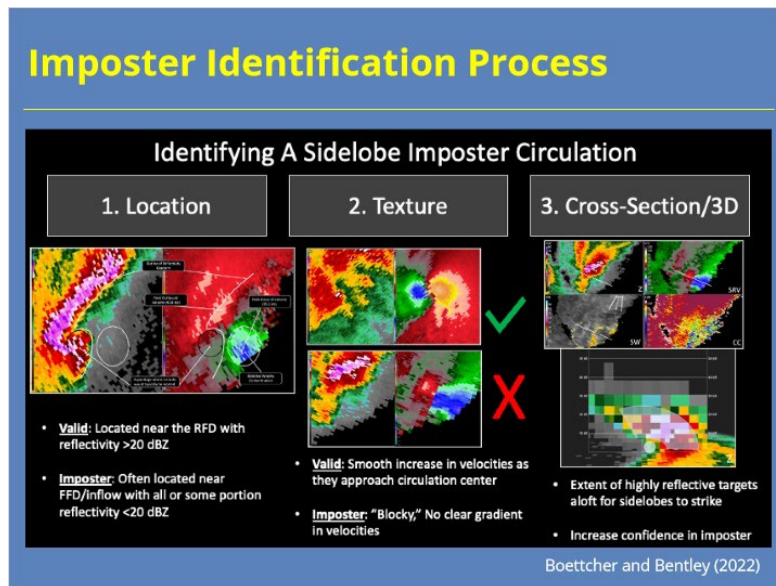 Imposter Identification Process
Identifying A Sidelobe Imposter Circulation
1. Location
2. Texture
3. Cross-Section/3D
Z
SRV
SW
CC
• Valid: Located near the RFD with
reflectivity >20 dBZ
• Imposter: Often located near
FFD/inflow with all or some portion
reflectivity <20 dBZ
• Valid: Smooth increase in velocities as
they approach circulation center
• Imposter: “Blocky,” No clear gradient
in velocities
• Extent of highly reflective targets
aloft for sidelobes to strike
• Increase confidence in imposter
Boettcher and Bentley (2022)